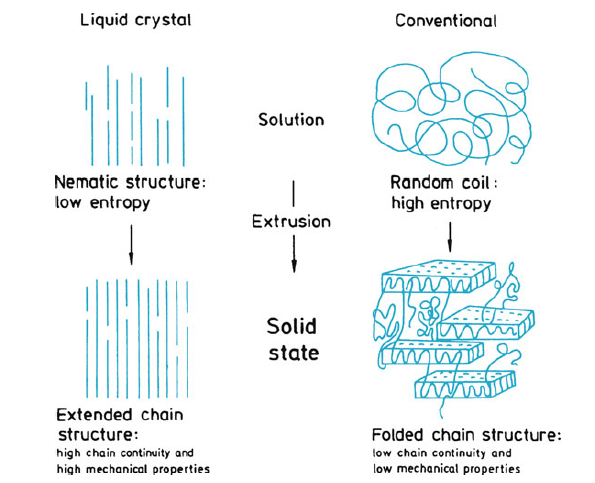 Liquid crystal
Conventional
Solution
Nematic structure:
low entropy
Random coil:
high entropy
Extrusion
Solid
state
Extended chain
structure:
high chain continuity and
high mechanical properties
Folded chain structure:
low chain continuity and
low mechanical properties